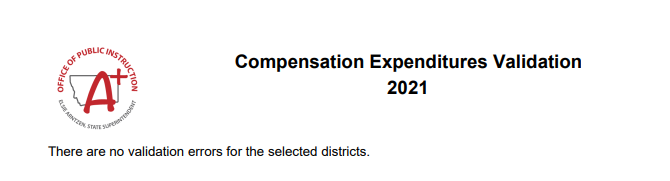 OFFICE OF PUBLIC INSTRUCTION
A+
ELSIE ARNTZEN, STATE SUPERINTENDENT
Compensation Expenditures Validation
2021
There are no validation errors for the selected districts.